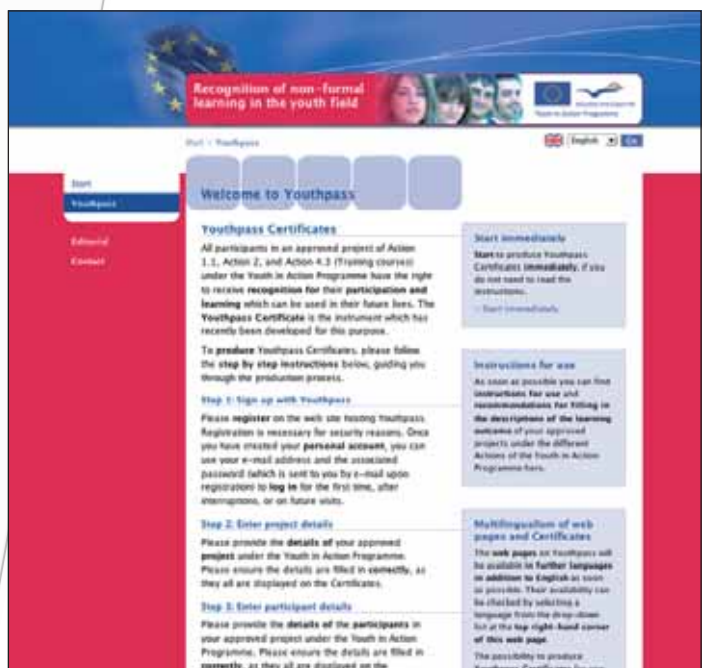 Recognition of non-formal
learning in the youth field
Youth in Action Programme
Start > Youthpass
English
Go
Start
Youthpass
Editorial
Contact
Welcome to Youthpass
Youthpass Certificates
All participants in an approved project of Action
1.1, Action 2, and Action 4.3 (Training courses)
under the Youth in Action Programme have the right
to receive recognition for their participation and
learning which can be used in their future lives. The
Youthpass Certificate is the instrument which has
recently been developed for this purpose.
To produce Youthpass Certificates, please follow
the step by step instructions below, guiding you
through the production process.
Step 1: Sign up with Youthpass
Please register on the web site hosting Youthpass.
Registration is necessary for security reasons. Once
you have created your personal account, you can
use your e-mail address and the associated
password (which is sent to you by e-mail upon
registration) to log in for the first time, after
interruptions, or on future visits.
Step 2: Enter project details
Please provide the details of your approved
project under the Youth in Action Programme.
Please ensure the details are filled in correctly, as
they all are displayed on the Certificates.
Step 3: Enter participant details
Please provide the details of the participants in
your approved project under the Youth in Action
Programme. Please ensure the details are filled in
correctly, as they all are displayed on the
Start immediately
Start to produce Youthpass
Certificates immediately, if you
do not need to read the
instructions.
> Start immediately
Instructions for use
As soon as possible you can find
instructions for use and
recommendations for filling in
the descriptions of the learning
outcome of your approved
projects under the different
Actions of the Youth in Action
Programme here.
Multilingualism of web
pages and Certificates
The web pages on Youthpass will
be available in further languages
in addition to English as soon
as possible. Their availability can
be checked by selecting a
language from the drop-down
list at the top right-hand corner
of this web page.
The possibility to produce